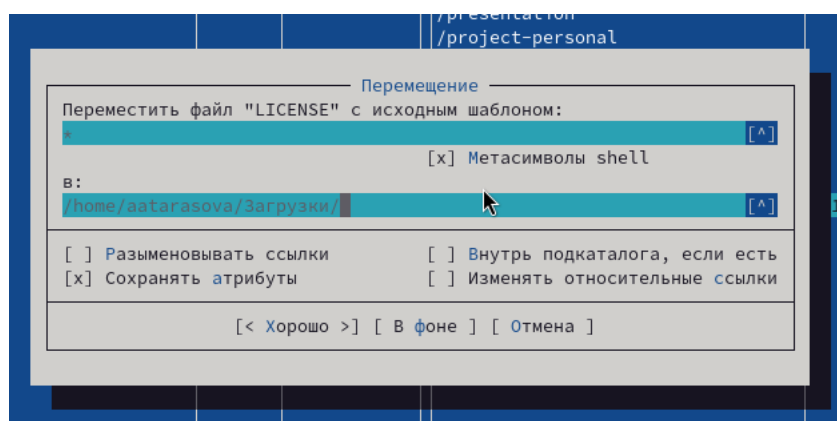 /presentation
/project-personal
Перемещение
Переместить файл "LICENSE" с исходным шаблоном:
* [^]
[x] Метасимволы shell
в:
/home/aatarasova/Загрузки/ [^]
[ ] Разыменовывать ссылки [ ] Внутрь подкаталога, если есть
[x] Сохранять атрибуты [ ] Изменять относительные ссылки
[< Хорошо >] [ В фоне ] [ Отмена ]